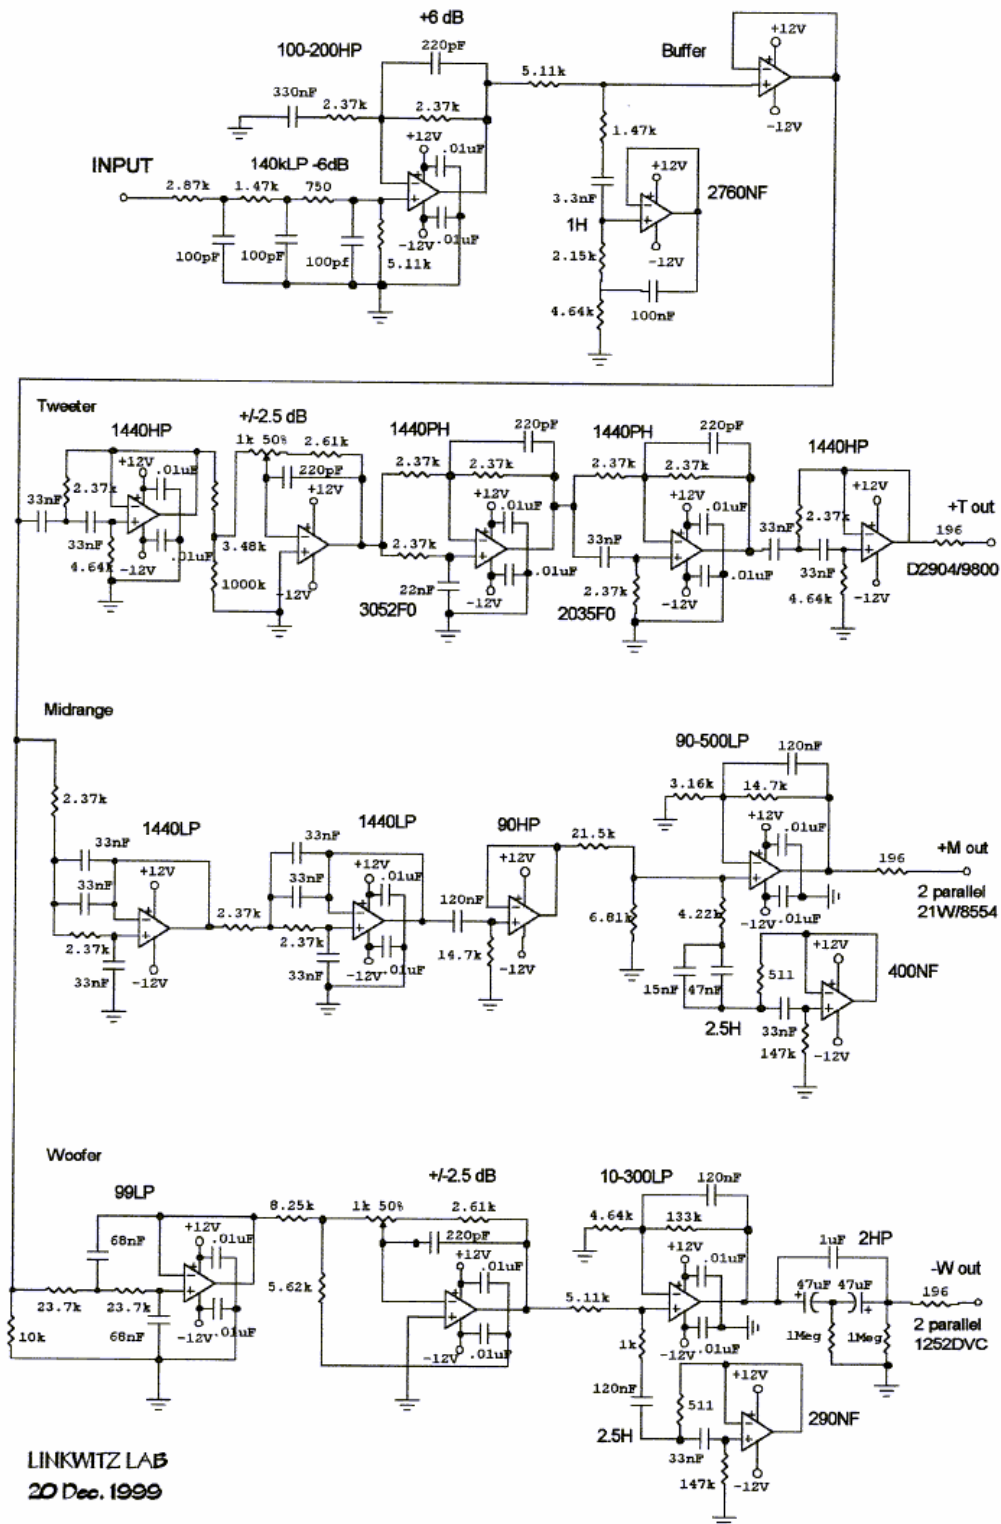 +6 dB
100-200HP
220pF
Buffer
+12V
5.11k
330nF
2.37k
2.37k
-12V
1.47k
+12V
.01uF
INPUT
140kLP -6dB
+12V
2760NF
2.87k
1.47k
750
3.3nF
1H
-12V
.01uF
-12V
100pF
100pF
100pf
5.11k
2.15k
4.64k
100nF
Tweeter
+/-2.5 dB
1440HP
1k 50%
2.61k
1440PH
220pF
1440PH
220pF
1440HP
+12V
.01uF
220pF
2.37k
2.37k
2.37k
2.37k
+12V
+T out
33nF
2.37k
+12V
+12V
.01uF
+12V
.01uF
33nF
2.37k
196
33nF
3.48k
2.37k
33nF
D2904/9800
4.64k
-12V
.01uF
1000k
-12V
22nF
-12V
.01uF
2.37k
-12V
.01uF
33nF
4.64k
-12V
3052F0
2035F0
Midrange
90-500LP
120nF
3.16k
14.7k
2.37k
1440LP
1440LP
90HP
21.5k
+12V
.01uF
+M out
33nF
33nF
+12V
196
33nF
+12V
33nF
+12V
.01uF
120nF
2 parallel
21W/8554
2.37k
2.37k
6.81k
4.22k
-12V
.01uF
2.37k
33nF
-12V
33nF
-12V
.01uF
14.7k
-12V
+12V
400NF
15nF
47nF
511
2.5H
33nF
147k
-12V
Woofer
+/-2.5 dB
10-300LP
120nF
99LP
8.25k
1k 50%
2.61k
4.64k
133k
68nF
+12V
.01uF
220pF
+12V
.01uF
1uF
2HP
-W out
5.62k
+12V
.01uF
47uF
47uF
196
23.7k
23.7k
5.11k
2 parallel
1252DVC
10k
68nF
-12V
.01uF
-12V
.01uF
1k
-12V
.01uF
1Meg
1Meg
120nF
+12V
511
290NF
2.5H
33nF
147k
-12V
LINKWITZ LAB
20 Dec. 1999